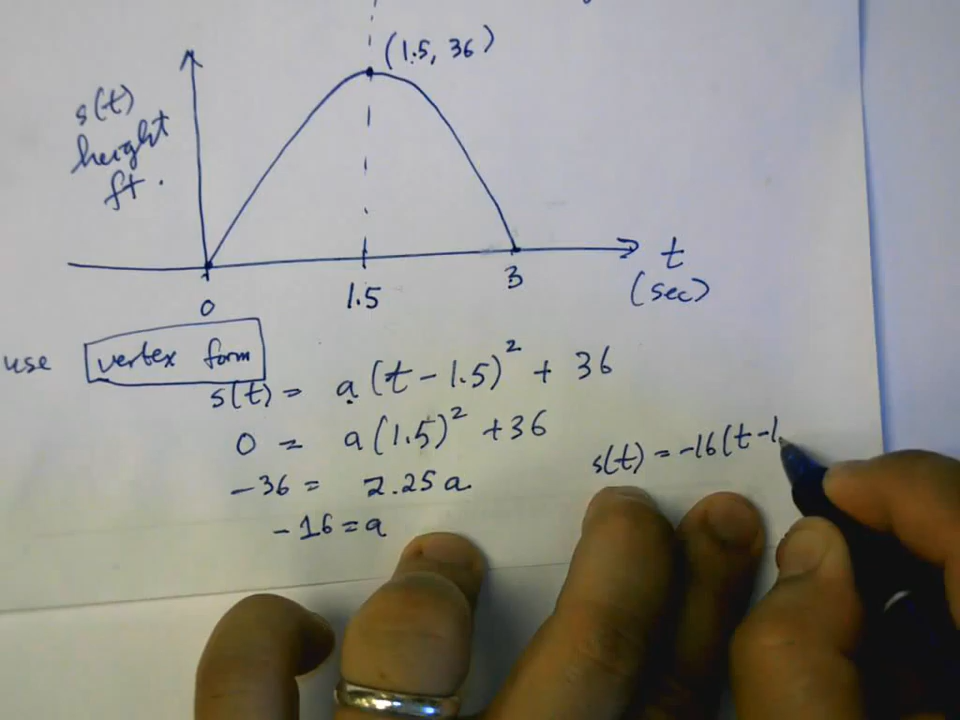 (1.5, 36)
s(t)
height
ft.
t
(sec)
0
1.5
3
use vertex form
s(t) = a(t - 1.5)² + 36
0 = a(1.5)² + 36
-36 = 2.25a
-16 = a
s(t) = -16(t-1